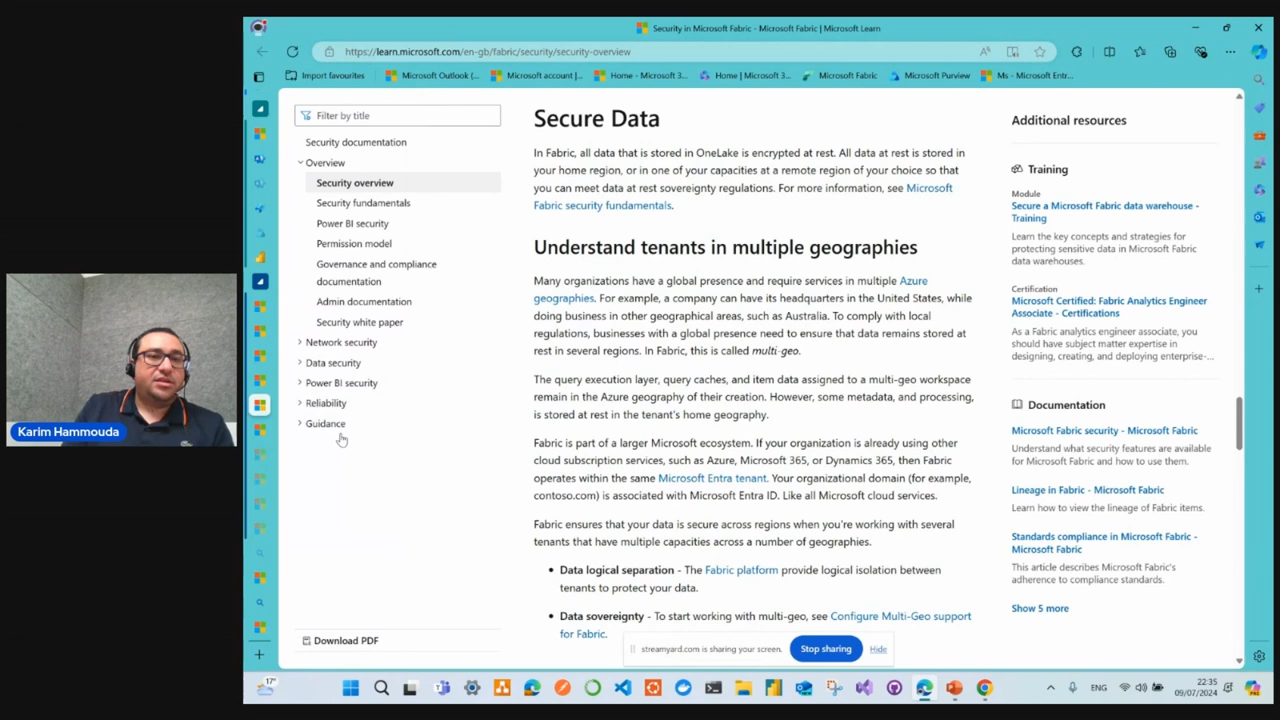 Security in Microsoft Fabric - Microsoft Fabric | Microsoft Learn
https://learn.microsoft.com/en-gb/fabric/security/security-overview
Import favourites
Microsoft Outlook (...
Microsoft account |...
Home - Microsoft 3...
Home | Microsoft 3...
Microsoft Fabric
Microsoft Purview
Ms - Microsoft Entr...
Filter by title
Security documentation
Overview
Security overview
Security fundamentals
Power BI security
Permission model
Governance and compliance
documentation
Admin documentation
Security white paper
Network security
Data security
Power BI security
Reliability
Guidance
Download PDF
Secure Data
In Fabric, all data that is stored in OneLake is encrypted at rest. All data at rest is stored in
your home region, or in one of your capacities at a remote region of your choice so that
you can meet data at rest sovereignty regulations. For more information, see Microsoft
Fabric security fundamentals.
Understand tenants in multiple geographies
Many organizations have a global presence and require services in multiple Azure
geographies. For example, a company can have its headquarters in the United States, while
doing business in other geographical areas, such as Australia. To comply with local
regulations, businesses with a global presence need to ensure that data remains stored at
rest in several regions. In Fabric, this is called multi-geo.
The query execution layer, query caches, and item data assigned to a multi-geo workspace
remain in the Azure geography of their creation. However, some metadata, and processing,
is stored at rest in the tenant's home geography.
Fabric is part of a larger Microsoft ecosystem. If your organization is already using other
cloud subscription services, such as Azure, Microsoft 365, or Dynamics 365, then Fabric
operates within the same Microsoft Entra tenant. Your organizational domain (for example,
contoso.com) is associated with Microsoft Entra ID. Like all Microsoft cloud services.
Fabric ensures that your data is secure across regions when you're working with several
tenants that have multiple capacities across a number of geographies.
• Data logical separation - The Fabric platform provide logical isolation between
tenants to protect your data.
• Data sovereignty - To start working with multi-geo, see Configure Multi-Geo support
for Fabric.
Additional resources
Training
Module
Secure a Microsoft Fabric data warehouse -
Training
Learn the key concepts and strategies for
protecting sensitive data in Microsoft Fabric
data warehouses.
Certification
Microsoft Certified: Fabric Analytics Engineer
Associate - Certifications
As a Fabric analytics engineer associate, you
should have subject matter expertise in
designing, creating, and deploying enterprise-...
Documentation
Microsoft Fabric security - Microsoft Fabric
Understand what security features are available
for Microsoft Fabric and how to use them.
Lineage in Fabric - Microsoft Fabric
Learn how to view the lineage of Fabric items.
Standards compliance in Microsoft Fabric -
Microsoft Fabric
This article describes Microsoft Fabric's
adherence to compliance standards.
Show 5 more
streamyard.com is sharing your screen.
Stop sharing
Hide
Karim Hammouda
17°
ENG
22:35
09/07/2024